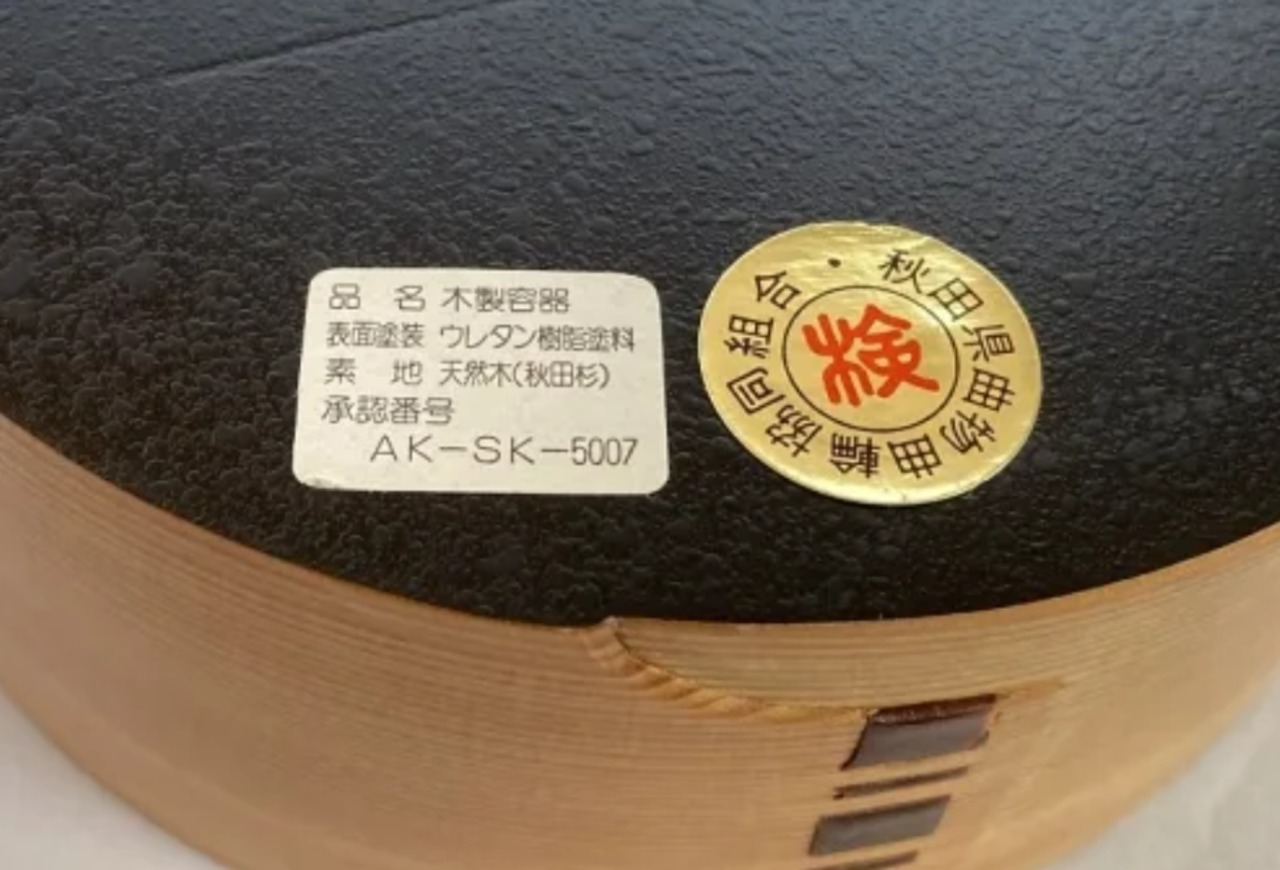 品 名 木製容器
表面塗装 ウレタン樹脂塗料
素 地 天然木(秋田杉)
承認番号
AK-SK-5007
秋田県曲物曲輪協同組合・
検